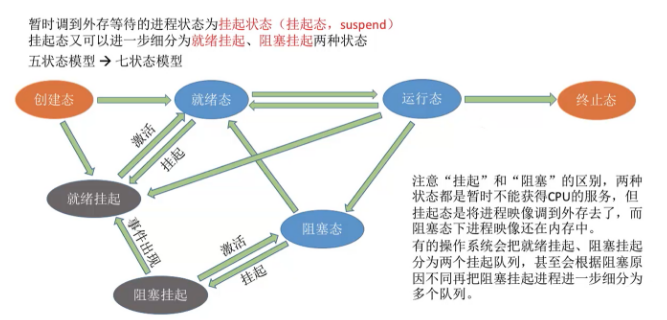 暂时调到外存等待的进程状态为挂起状态（挂起态，suspend）
挂起态又可以进一步细分为就绪挂起、阻塞挂起两种状态
五状态模型→七状态模型
创建态
就绪态
运行态
终止态
激活
挂起
就绪挂起
事件出现
阻塞态
激活
挂起
阻塞挂起
注意“挂起”和“阻塞”的区别，两种
状态都是暂时不能获得CPU的服务，但
挂起态是将进程映像调到外存去了，而
阻塞态下进程映像还在内存中。
有的操作系统会把就绪挂起、阻塞挂起
分为两个挂起队列，甚至会根据阻塞原
因不同再把阻塞挂起进程进一步细分为
多个队列。